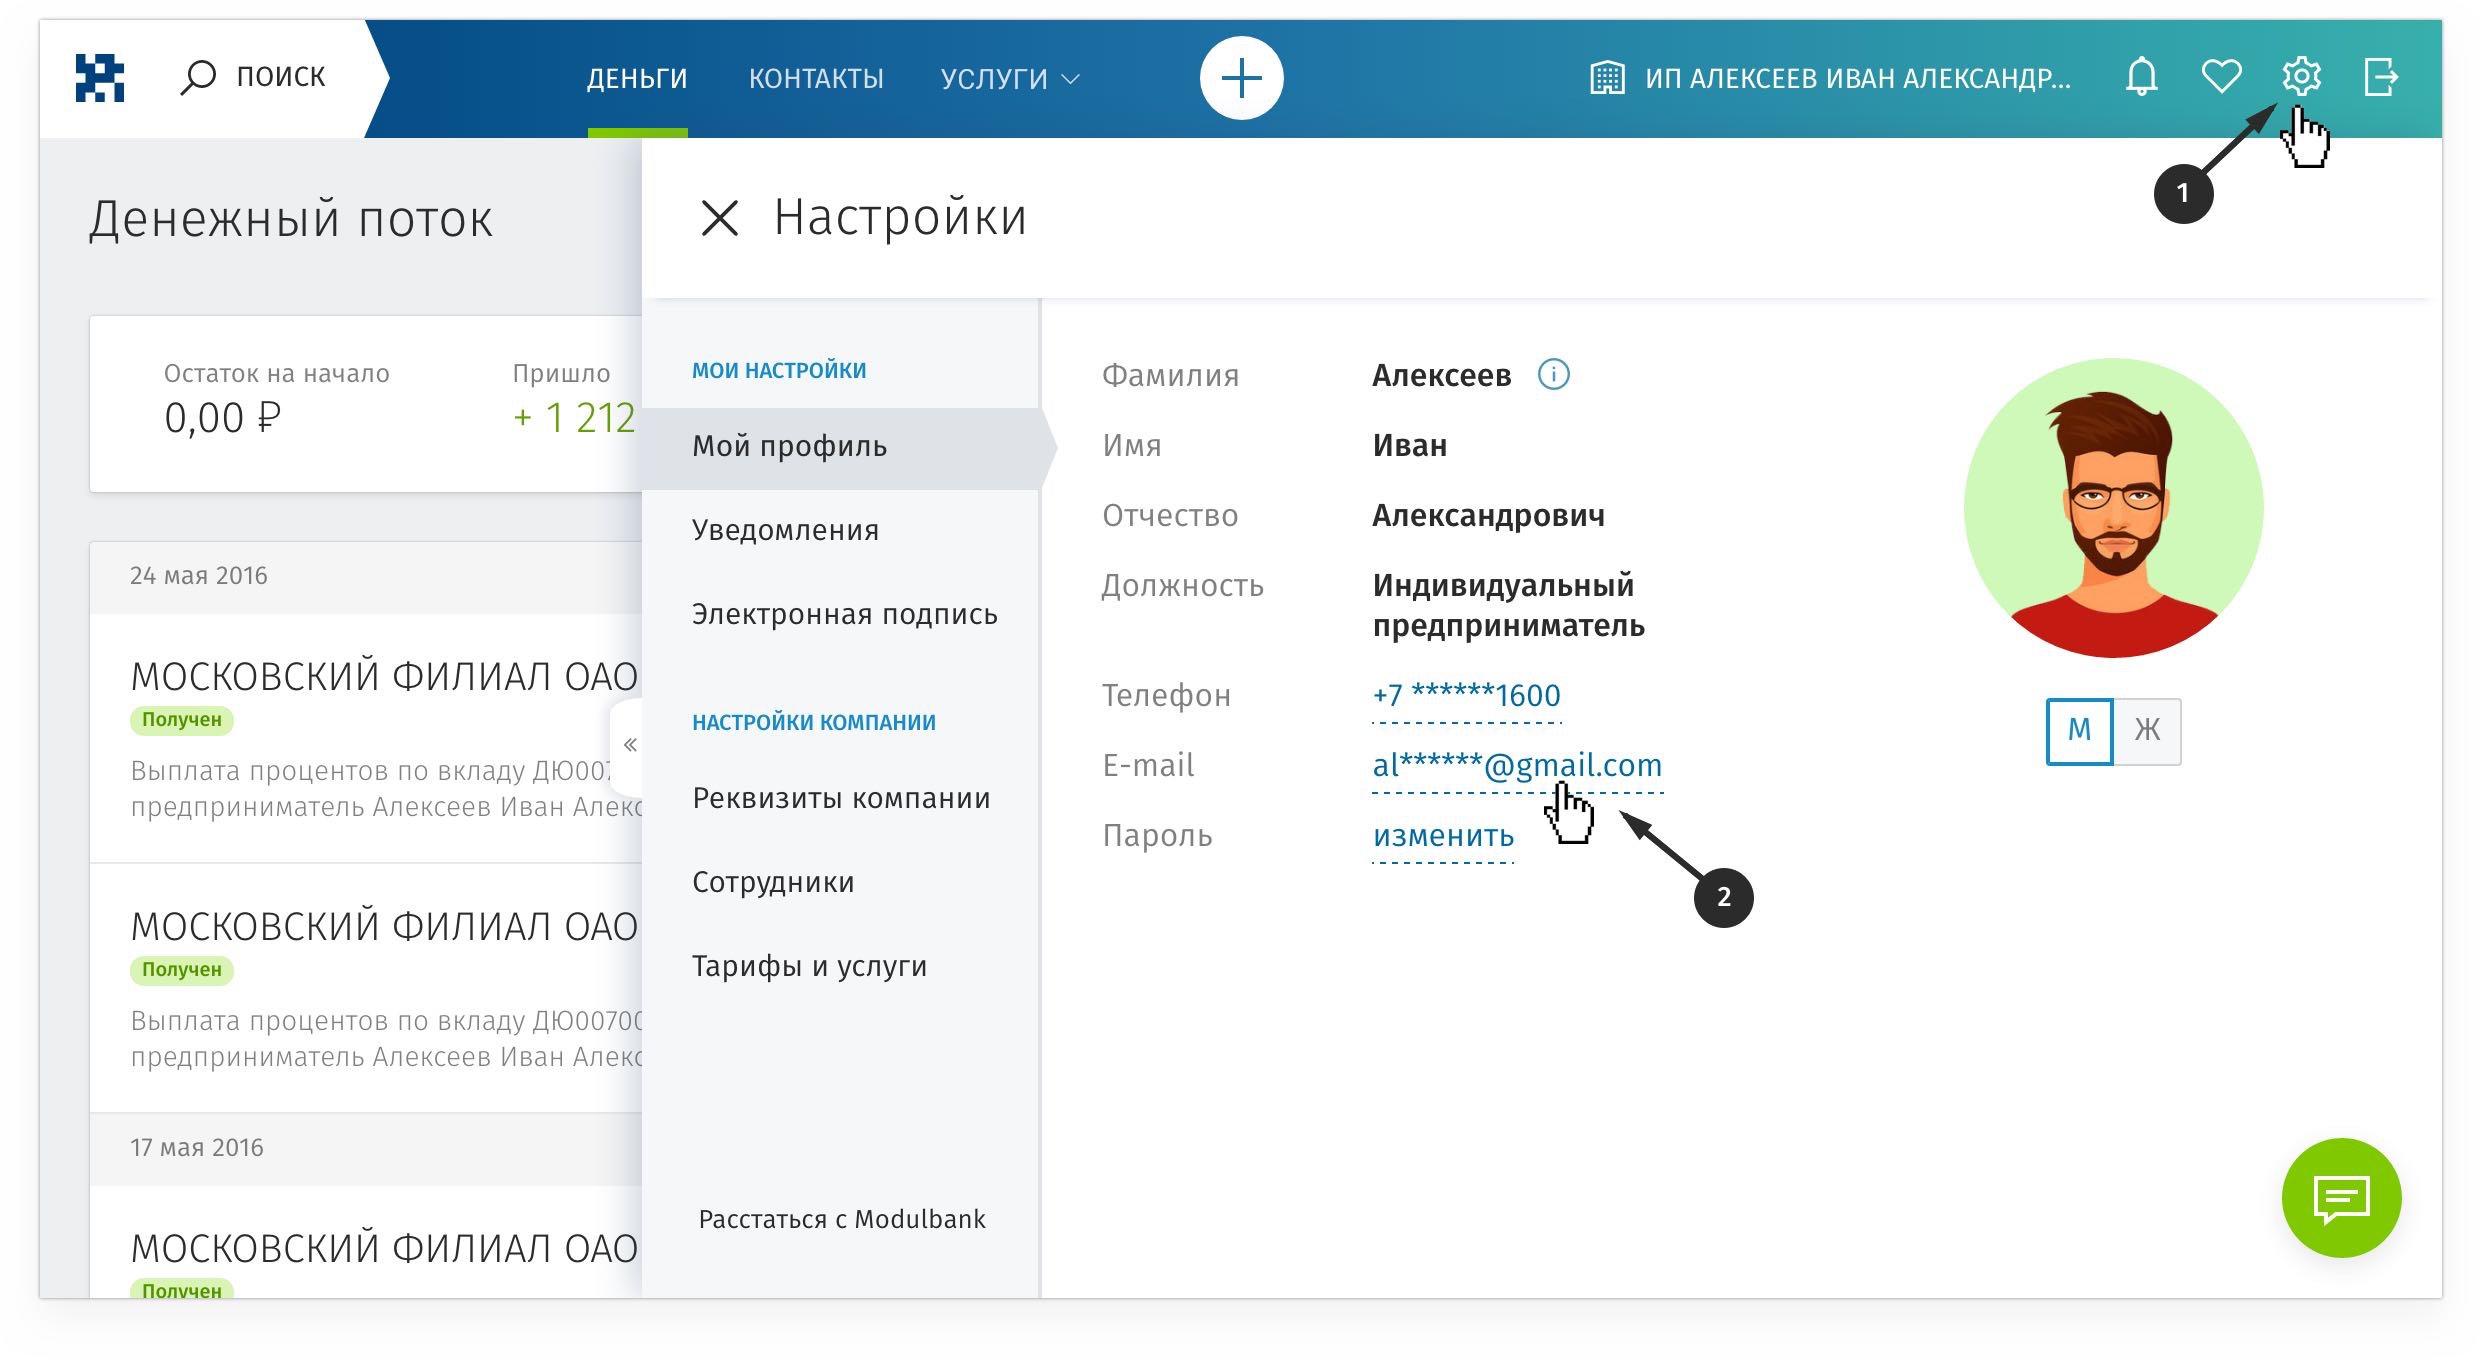 ПОИСК
ДЕНЬГИ
КОНТАКТЫ
УСЛУГИ
ИП АЛЕКСЕЕВ ИВАН АЛЕКСАНДР...
1
Денежный поток
Остаток на начало
0,00 ₽
Пришло
+ 1 212
24 мая 2016
МОСКОВСКИЙ ФИЛИАЛ ОАО
Получен
Выплата процентов по вкладу ДЮ007
предприниматель Алексеев Иван Алекс
«
МОСКОВСКИЙ ФИЛИАЛ ОАО
Получен
Выплата процентов по вкладу ДЮ00700
предприниматель Алексеев Иван Алекс
17 мая 2016
МОСКОВСКИЙ ФИЛИАЛ ОАО
Получен
Настройки
МОИ НАСТРОЙКИ
Мой профиль
Уведомления
Электронная подпись
НАСТРОЙКИ КОМПАНИИ
Реквизиты компании
Сотрудники
Тарифы и услуги
Расстаться с Modulbank
Фамилия Алексеев
Имя Иван
Отчество Александрович
Должность Индивидуальный
предприниматель
Телефон +7 ******1600
E-mail al******@gmail.com
Пароль изменить
2
М Ж